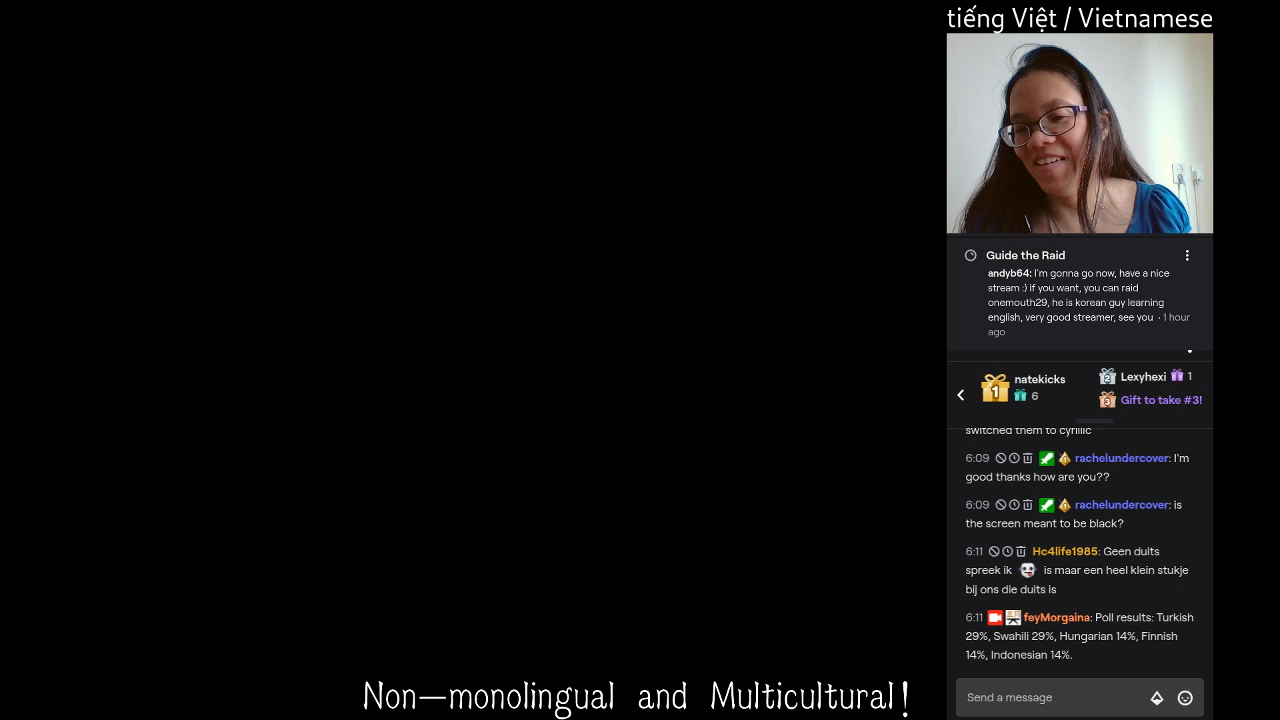 tiếng Việt / Vietnamese
Guide the Raid
andyb64: I'm gonna go now, have a nice
stream :) if you want, you can raid
onemouth29, he is korean guy learning
english, very good streamer, see you · 1 hour
ago
natekicks
6
Lexyhexi 1
Gift to take #3!
switched them to cyrillic
6:09 rachelundercover: I'm
good thanks how are you??
6:09 rachelundercover: is
the screen meant to be black?
6:11 Hc4life1985: Geen duits
spreek ik is maar een heel klein stukje
bij ons die duits is
6:11 feyMorgaina: Poll results: Turkish
29%, Swahili 29%, Hungarian 14%, Finnish
14%, Indonesian 14%.
Send a message
Non-monolingual and Multicultural!